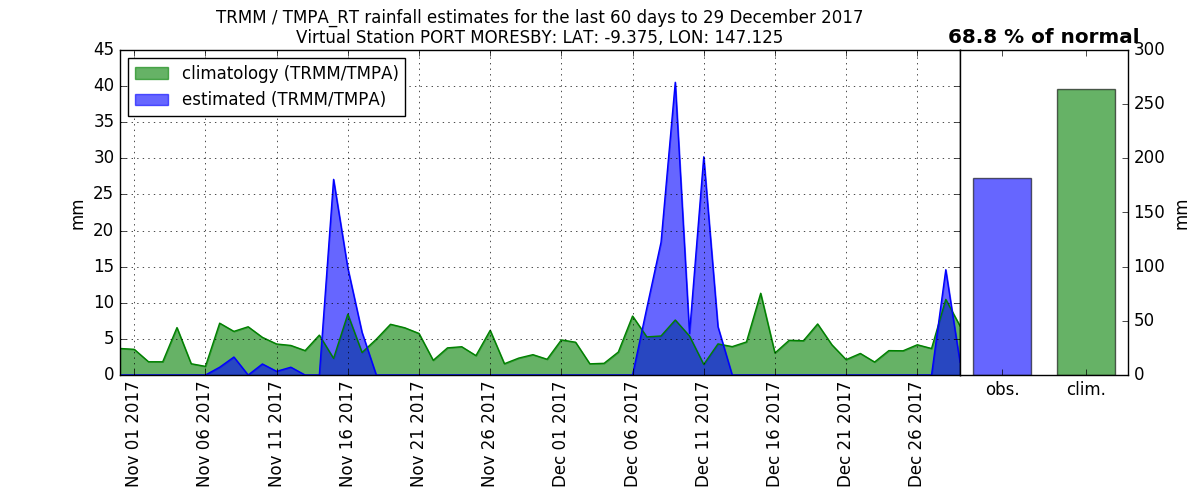 TRMM / TMPA_RT rainfall estimates for the last 60 days to 29 December 2017
Virtual Station PORT MORESBY: LAT: -9.375, LON: 147.125
68.8 % of normal
climatology (TRMM/TMPA)
estimated (TRMM/TMPA)
mm
45
40
35
30
25
20
15
10
5
0
Nov 01 2017
Nov 06 2017
Nov 11 2017
Nov 16 2017
Nov 21 2017
Nov 26 2017
Dec 01 2017
Dec 06 2017
Dec 11 2017
Dec 16 2017
Dec 21 2017
Dec 26 2017
obs.
clim.
300
250
200
150
100
50
0
mm